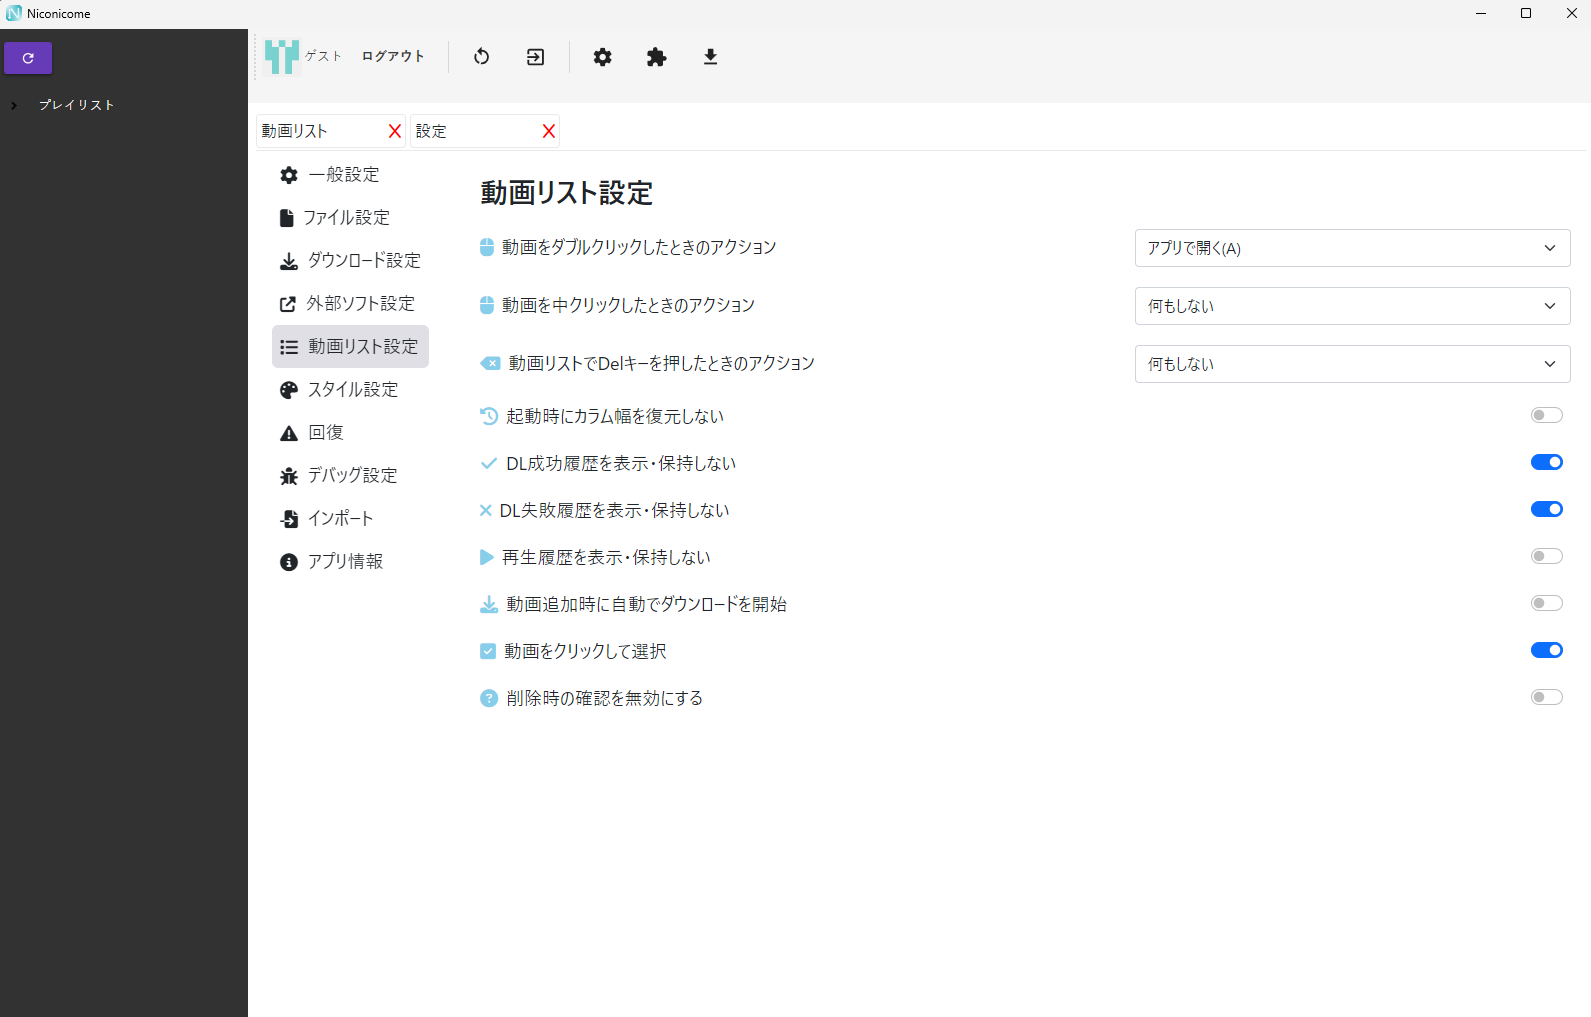 Niconicome
ゲスト ログアウト
プレイリスト
動画リスト X 設定 X
一般設定
ファイル設定
ダウンロード設定
外部ソフト設定
動画リスト設定
スタイル設定
回復
デバッグ設定
インポート
アプリ情報
動画リスト設定
動画をダブルクリックしたときのアクション アプリで開く(A)
動画を中クリックしたときのアクション 何もしない
動画リストでDelキーを押したときのアクション 何もしない
起動時にカラム幅を復元しない
DL成功履歴を表示・保持しない
DL失敗履歴を表示・保持しない
再生履歴を表示・保持しない
動画追加時に自動でダウンロードを開始
動画をクリックして選択
削除時の確認を無効にする